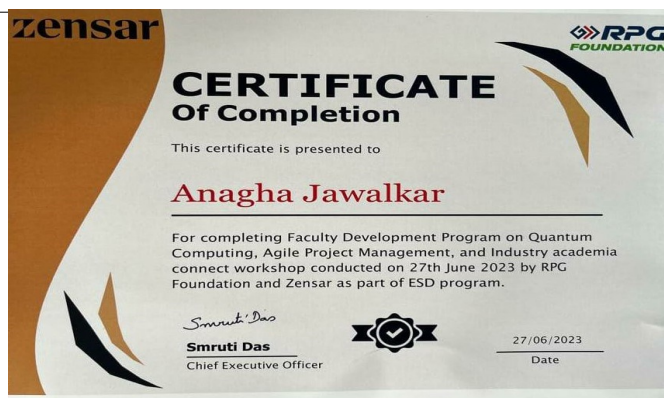 zensar
RPG
FOUNDATION
CERTIFICATE
Of Completion
This certificate is presented to
Anagha Jawalkar
For completing Faculty Development Program on Quantum
Computing, Agile Project Management, and Industry academia
connect workshop conducted on 27th June 2023 by RPG
Foundation and Zensar as part of ESD program.
Smruti Das
Smruti Das
Chief Executive Officer
27/06/2023
Date